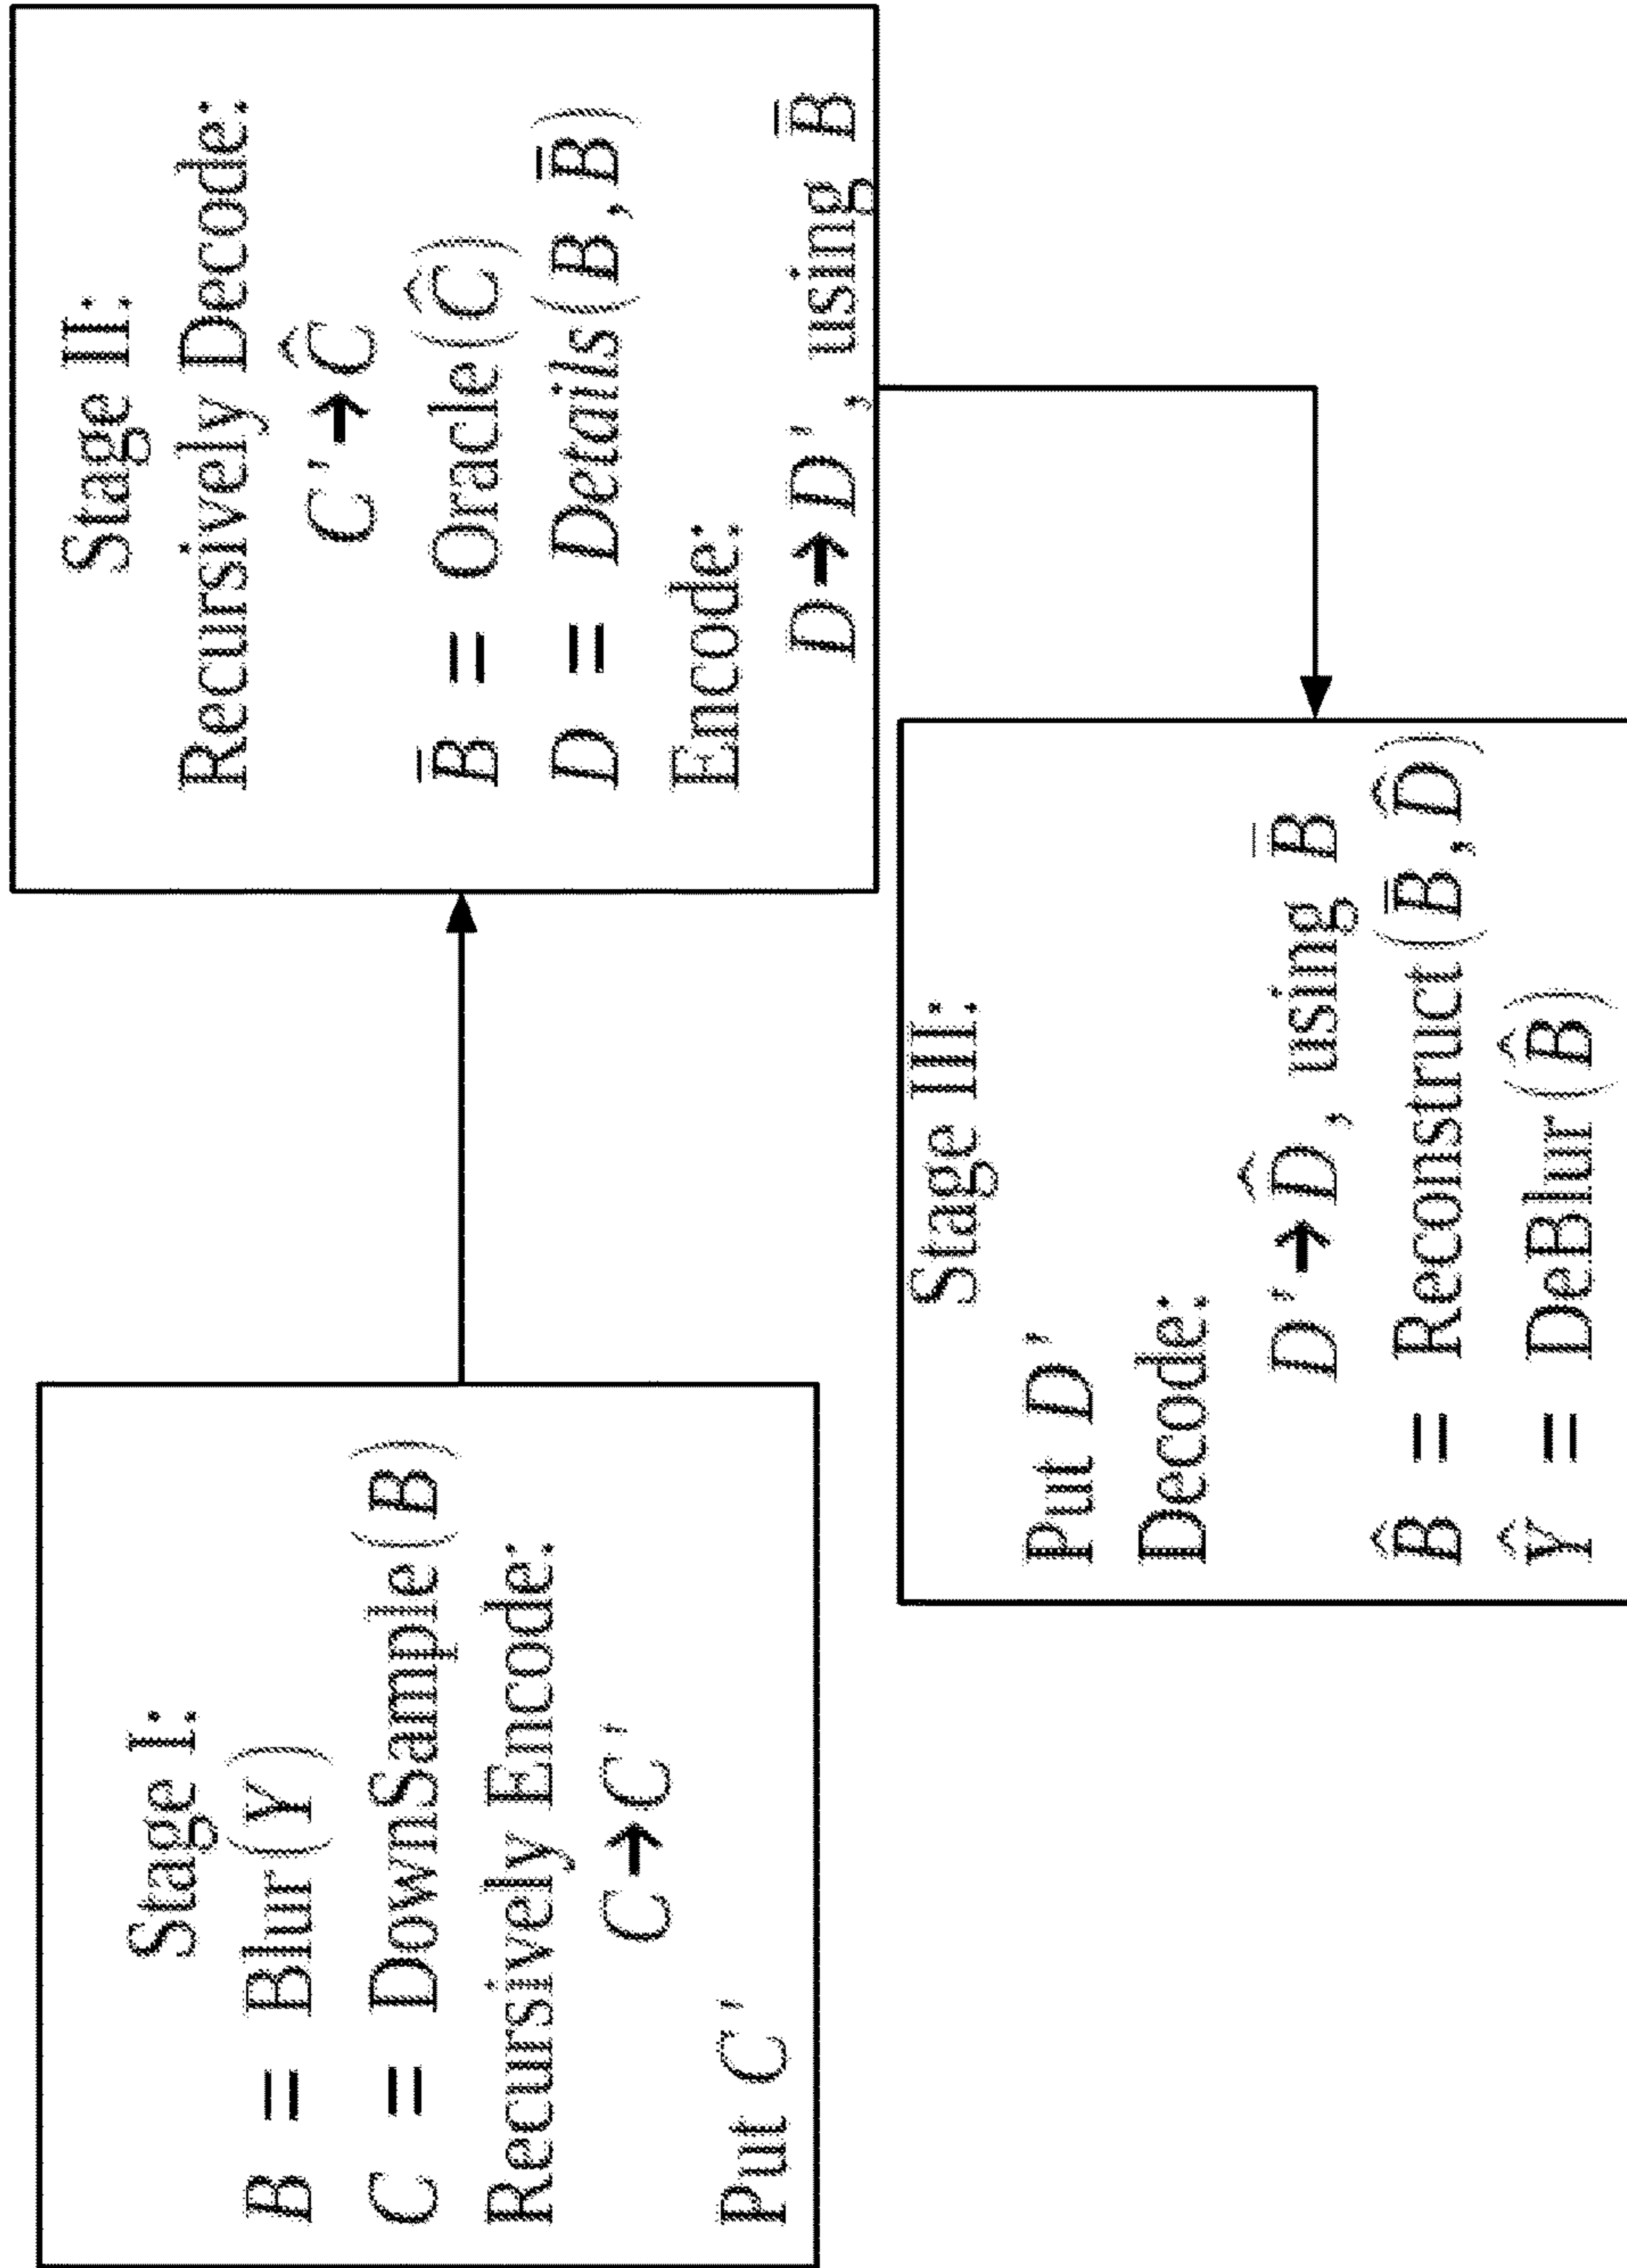 Stage I:
B = Blur(Y)
C = DownSample(B)
Recursively Encode:
C→C'
Put C'
Stage II:
Recursively Decode:
C'→Ĉ
B̄ = Oracle(Ĉ)
D = Details(B,B̄)
Encode:
D→D', using B̄
Stage III:
Put D'
Decode:
D'→D̂, using B̄
B̂ = Reconstruct(B̄,D̂)
Ŷ = DeBlur(B̂)